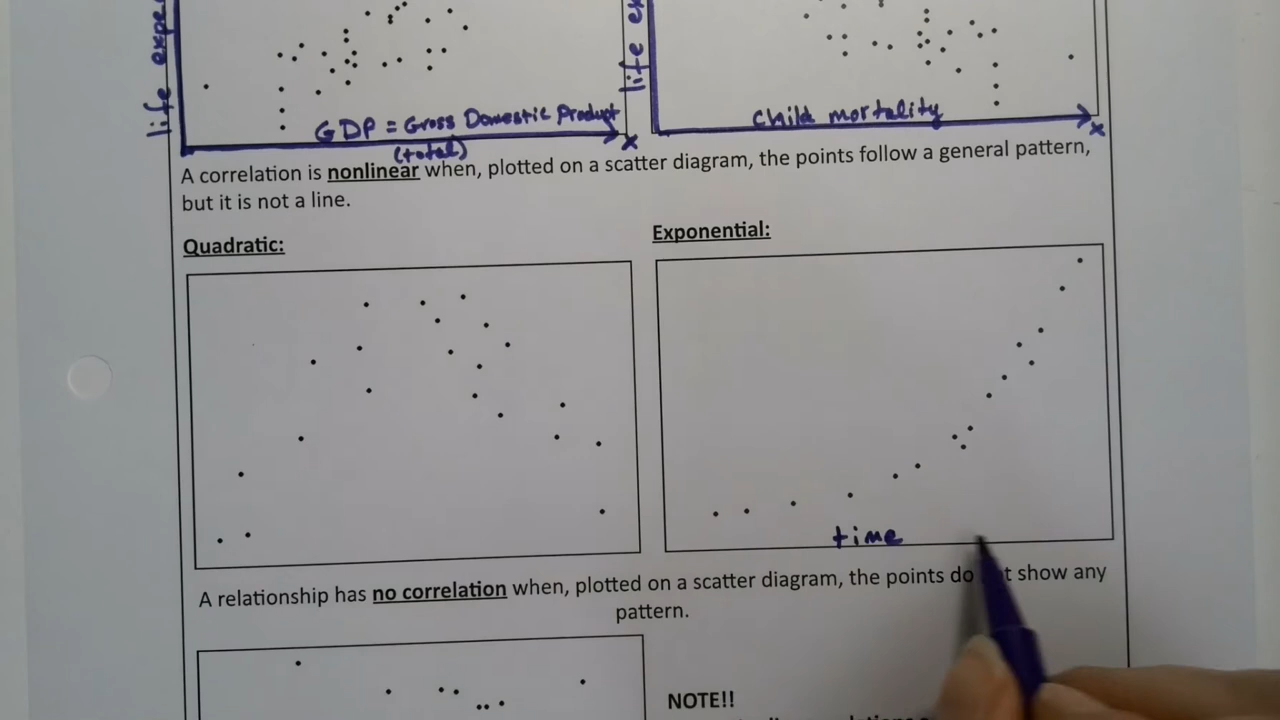 life
life
GDP = Gross Domestic Product
(total)
x
Child mortality
x
A correlation is nonlinear when, plotted on a scatter diagram, the points follow a general pattern,
but it is not a line.
Quadratic:
Exponential:
time
A relationship has no correlation when, plotted on a scatter diagram, the points do show any
pattern.
NOTE!!